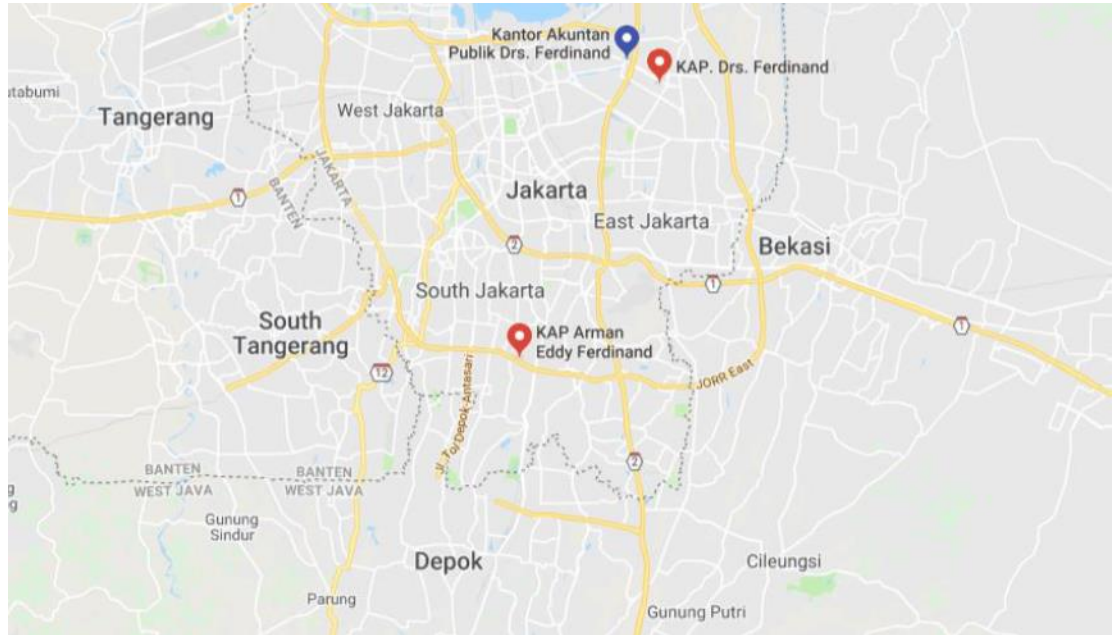 Kantor Akuntan
Publik Drs. Ferdinand
KAP. Drs. Ferdinand
Tangerang
West Jakarta
JAKARTA
BANTEN
1
Jakarta
East Jakarta
2
Bekasi
1
South Jakarta
1
South
Tangerang
KAP Arman
Eddy Ferdinand
12
JORR East
Jl. Tol Depok Antasari
BANTEN
WEST JAVA
BANTEN
WEST JAVA
2
Gunung
Sindur
Depok
Cileungsi
Parung
Gunung Putri